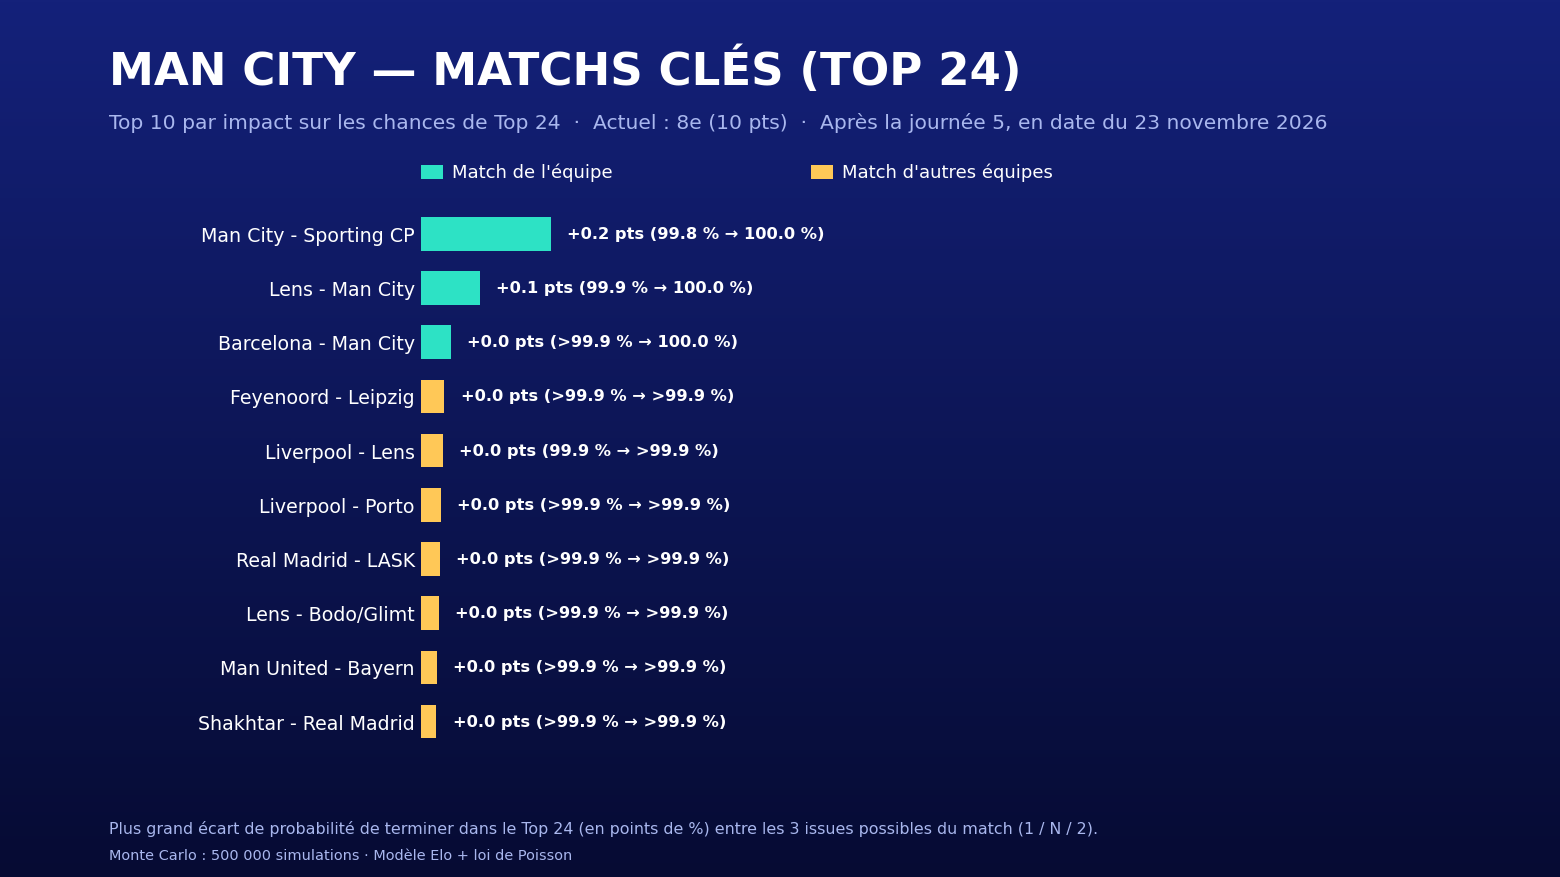 MAN CITY — MATCHS CLÉS (TOP 24)
Top 10 par impact sur les chances de Top 24 · Actuel : 8e (10 pts) · Après la journée 5, en date du 23 novembre 2026
Match de l'équipe Match d'autres équipes
Man City - Sporting CP +0.2 pts (99.8 % → 100.0 %)
Lens - Man City +0.1 pts (99.9 % → 100.0 %)
Barcelona - Man City +0.0 pts (>99.9 % → 100.0 %)
Feyenoord - Leipzig +0.0 pts (>99.9 % → >99.9 %)
Liverpool - Lens +0.0 pts (99.9 % → >99.9 %)
Liverpool - Porto +0.0 pts (>99.9 % → >99.9 %)
Real Madrid - LASK +0.0 pts (>99.9 % → >99.9 %)
Lens - Bodo/Glimt +0.0 pts (>99.9 % → >99.9 %)
Man United - Bayern +0.0 pts (>99.9 % → >99.9 %)
Shakhtar - Real Madrid +0.0 pts (>99.9 % → >99.9 %)
Plus grand écart de probabilité de terminer dans le Top 24 (en points de %) entre les 3 issues possibles du match (1 / N / 2).
Monte Carlo : 500 000 simulations · Modèle Elo + loi de Poisson